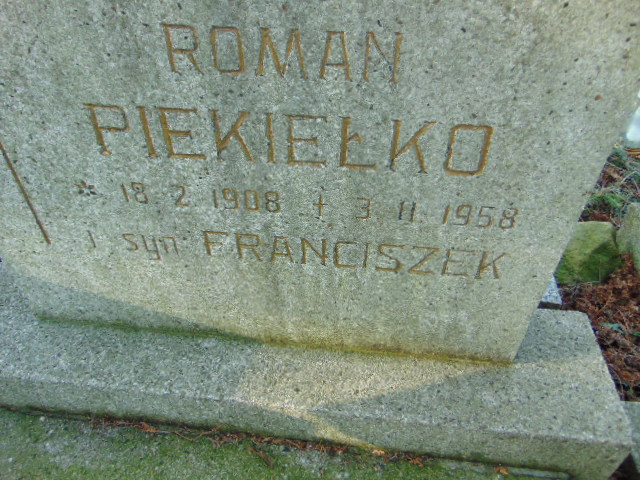 ROMAN
PIEKIEŁKO
* 18 2 1908 + 3 11 1958
i syn FRANCISZEK